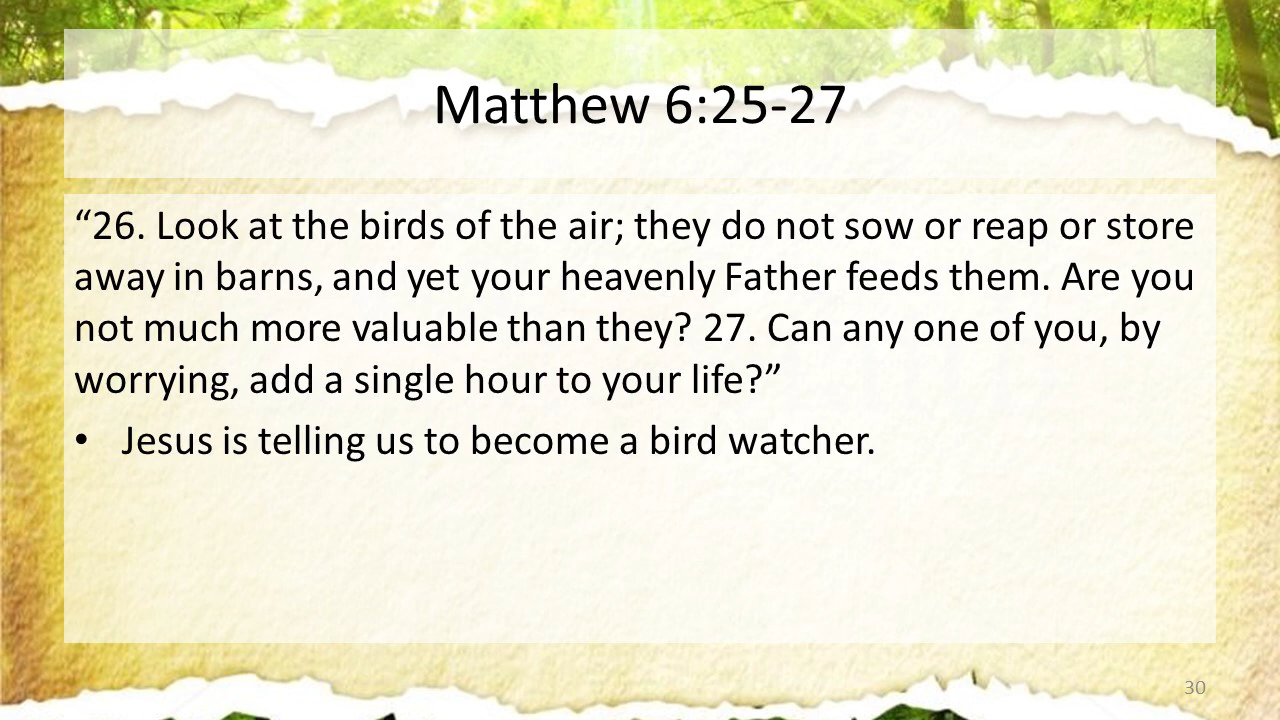 Matthew 6:25-27
“26. Look at the birds of the air; they do not sow or reap or store
away in barns, and yet your heavenly Father feeds them. Are you
not much more valuable than they? 27. Can any one of you, by
worrying, add a single hour to your life?”
• Jesus is telling us to become a bird watcher.
30